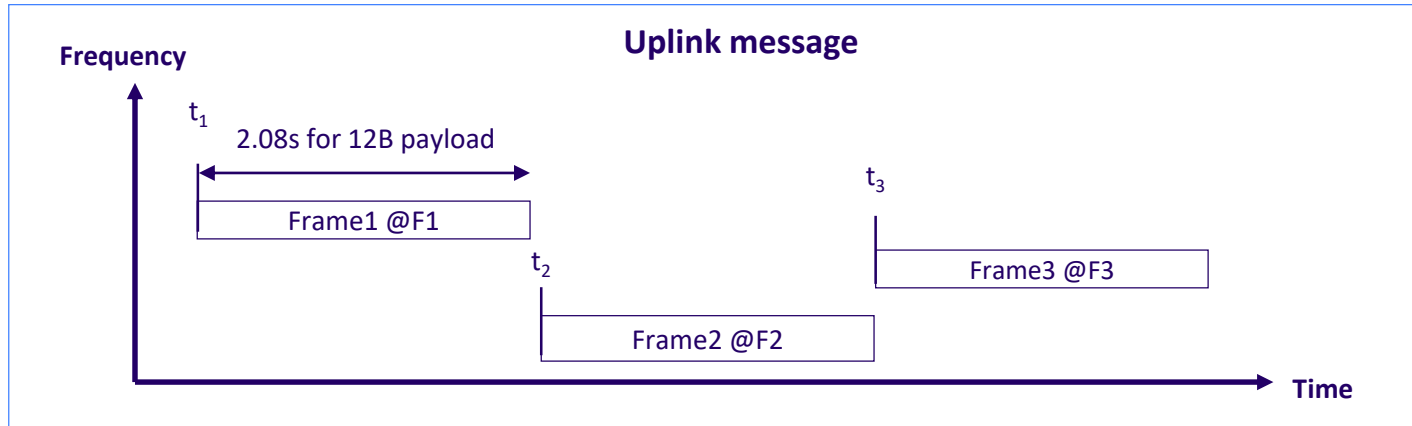 Uplink message
Frequency
t₁
2.08s for 12B payload
t₃
Frame1 @F1
t₂
Frame3 @F3
Frame2 @F2
Time